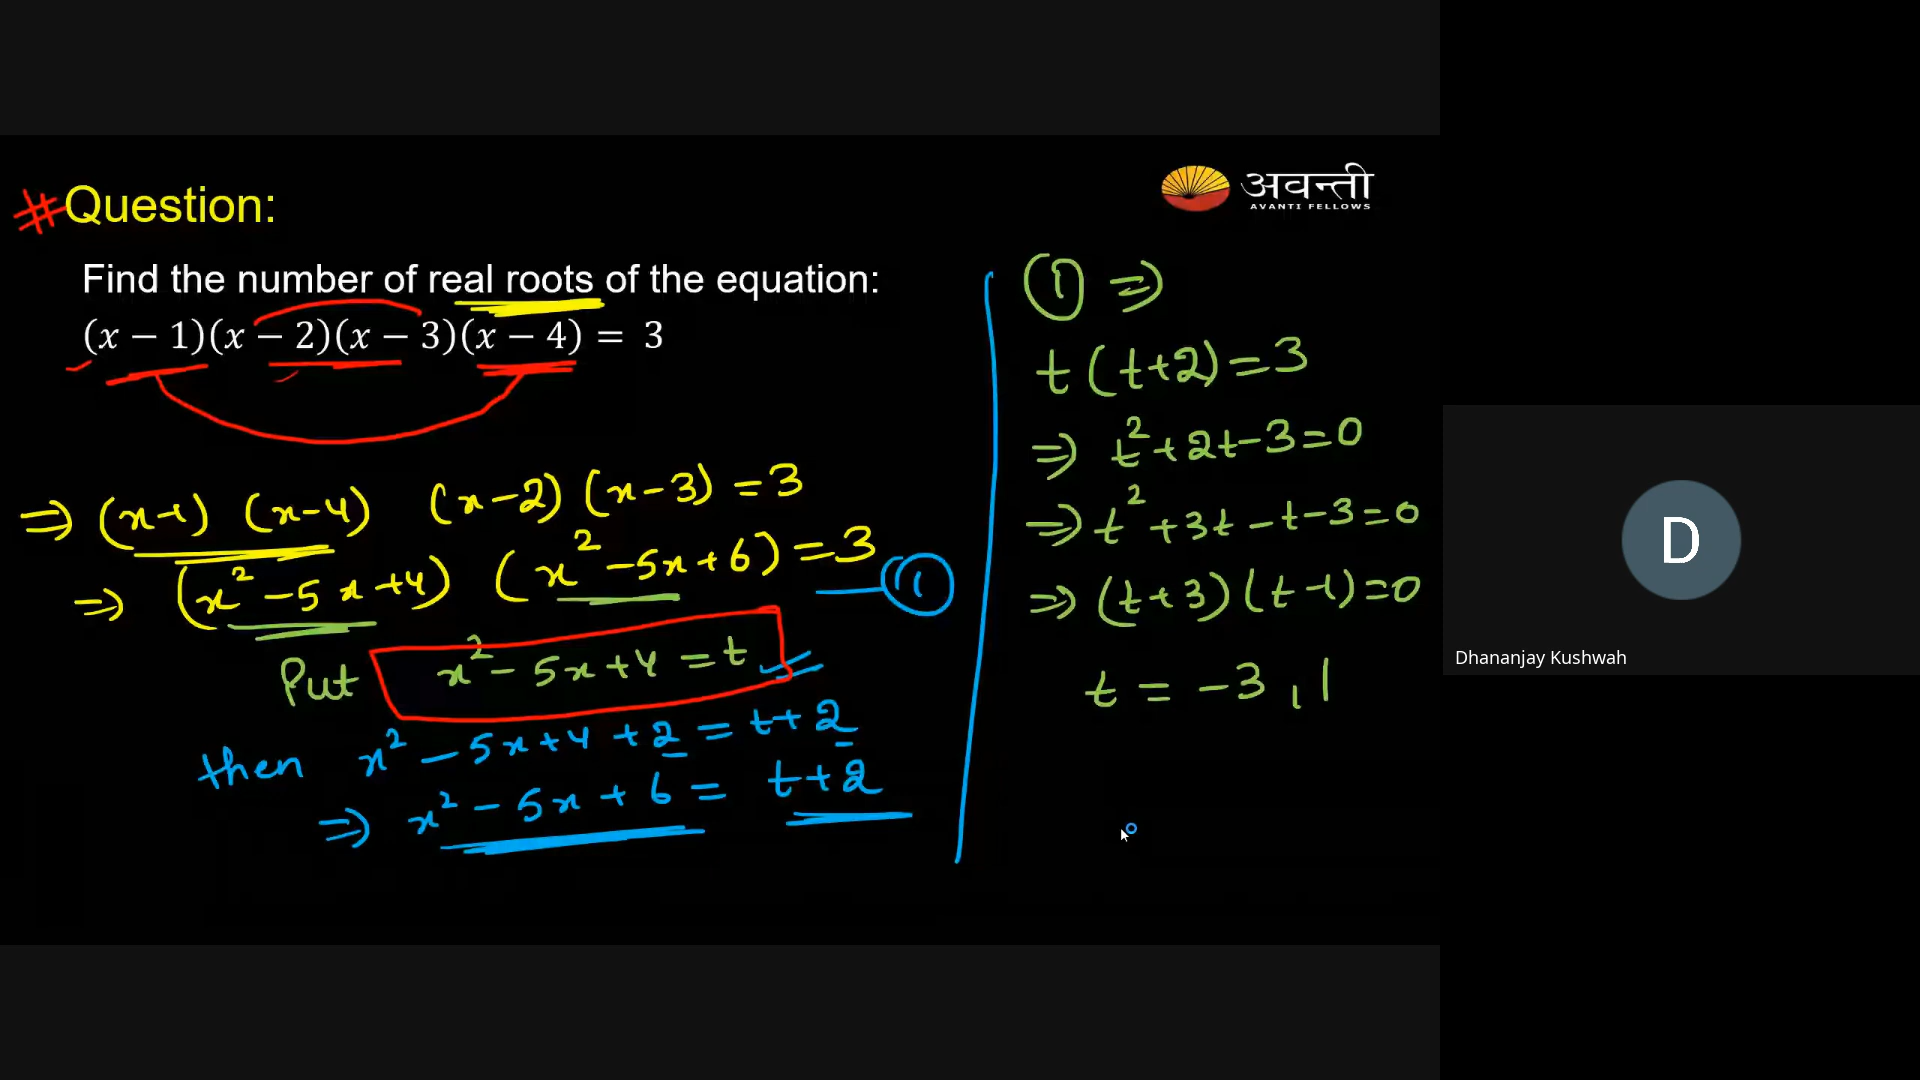 #Question:
अवन्ती
AVANTI FELLOWS
Find the number of real roots of the equation:
(x − 1)(x − 2)(x − 3)(x − 4) = 3
⇒ (x-1) (x-4) (x-2) (x-3) = 3
⇒ (x² -5x+4) (x² -5x+6) = 3 ①
Put x² - 5x+4 = t
then x² - 5x+4 + 2 = t+2
⇒ x² - 5x + 6 = t+2
① ⇒
t (t+2) = 3
⇒ t² + 2t-3=0
⇒ t² + 3t - t-3=0
⇒ (t+3) (t-1)=0
t = -3, 1
D
Dhananjay Kushwah